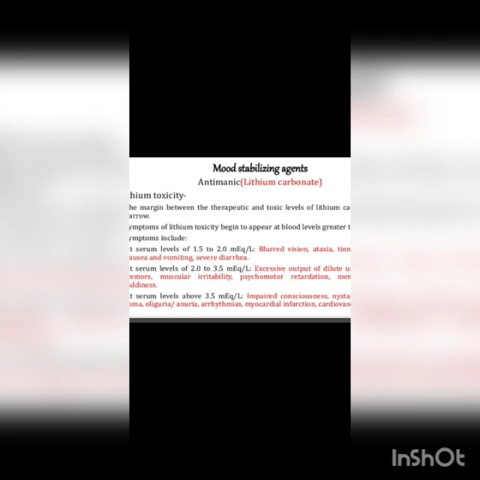 Mood stabilizing agents
Antimanic(Lithium carbonate)
hium toxicity-
he margin between the therapeutic and toxic levels of lithium ca
arrow.
ymptoms of lithium toxicity begin to appear at blood levels greater t
ymptoms include:
t serum levels of 1.5 to 2.0 mEq/L: Blurred vision, ataxia, tinn
ausea and vomiting, severe diarrhea.
t serum levels of 2.0 to 3.5 mEq/L: Excessive output of dilute u
remors, muscular irritability, psychomotor retardation, men
iddiness.
t serum levels above 3.5 mEq/L: Impaired consciousness, nysta
oma, oliguria/ anuria, arrhythmias, myocardial infarction, cardiovas
InShOt